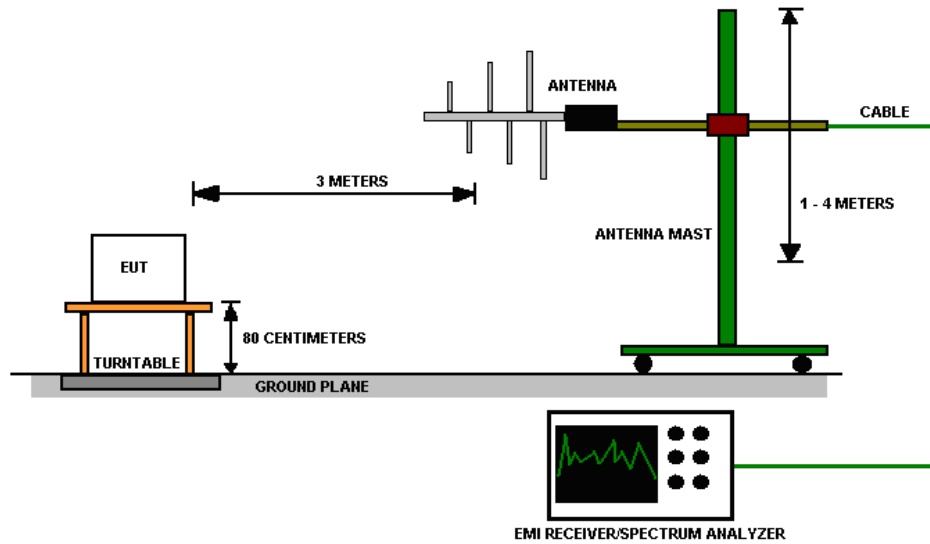 ANTENNA
CABLE
3 METERS
1 - 4 METERS
ANTENNA MAST
EUT
80 CENTIMETERS
TURNTABLE
GROUND PLANE
EMI RECEIVER/SPECTRUM ANALYZER